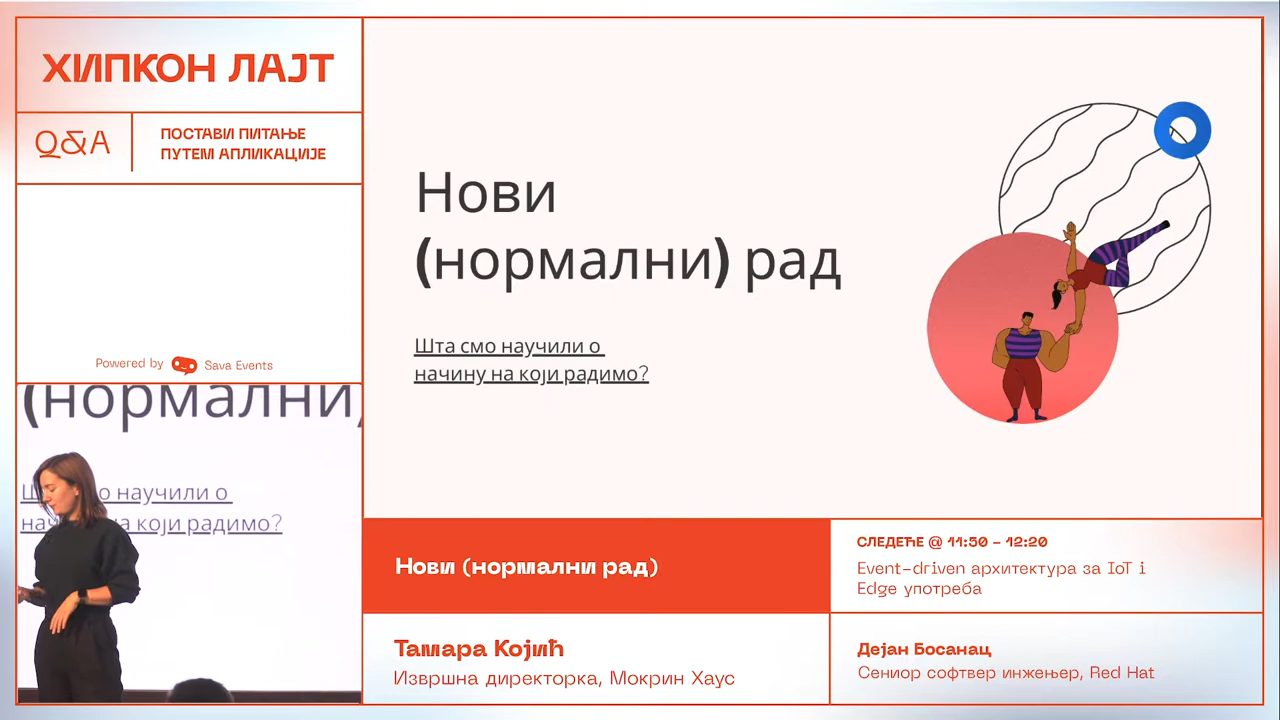 ХИПКОН ЛАЈТ
Q&A
ПОСТАВИ ПИТАЊЕ
ПУТЕМ АПЛИКАЦИЈЕ
Powered by Sava Events
(нормални)
Ш о научили о
нач на који радимо?
Нови
(нормални) рад
Шта смо научили о
начину на који радимо?
Нови (нормални рад)
Тамара Којић
Извршна директорка, Мокрин Хаус
СЛЕДЕЋЕ @ 11:50 - 12:20
Event-driven архитектура за IoT i
Edge употреба
Дејан Босанац
Сениор софтвер инжењер, Red Hat